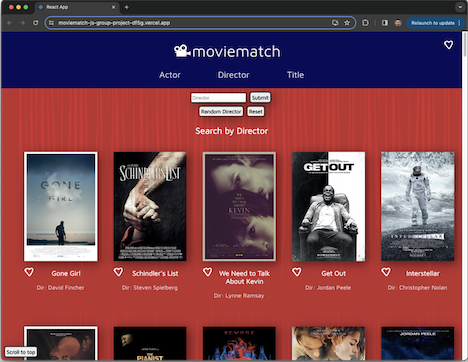 React App
moviematch-js-group-project-df5g.vercel.app
Relaunch to update
moviematch
Actor Director Title
Director Submit
Random Director Reset
Search by Director
GONE GIRL
SCHINDLER'S LIST
WE NEED TO TALK ABOUT KEVIN
GET OUT
INTERSTELLAR
Gone Girl
Dir: David Fincher
Schindler's List
Dir: Steven Spielberg
We Need to Talk
About Kevin
Dir: Lynne Ramsay
Get Out
Dir: Jordan Peele
Interstellar
Dir: Christopher Nolan
THE
PIANIST
Scroll to top